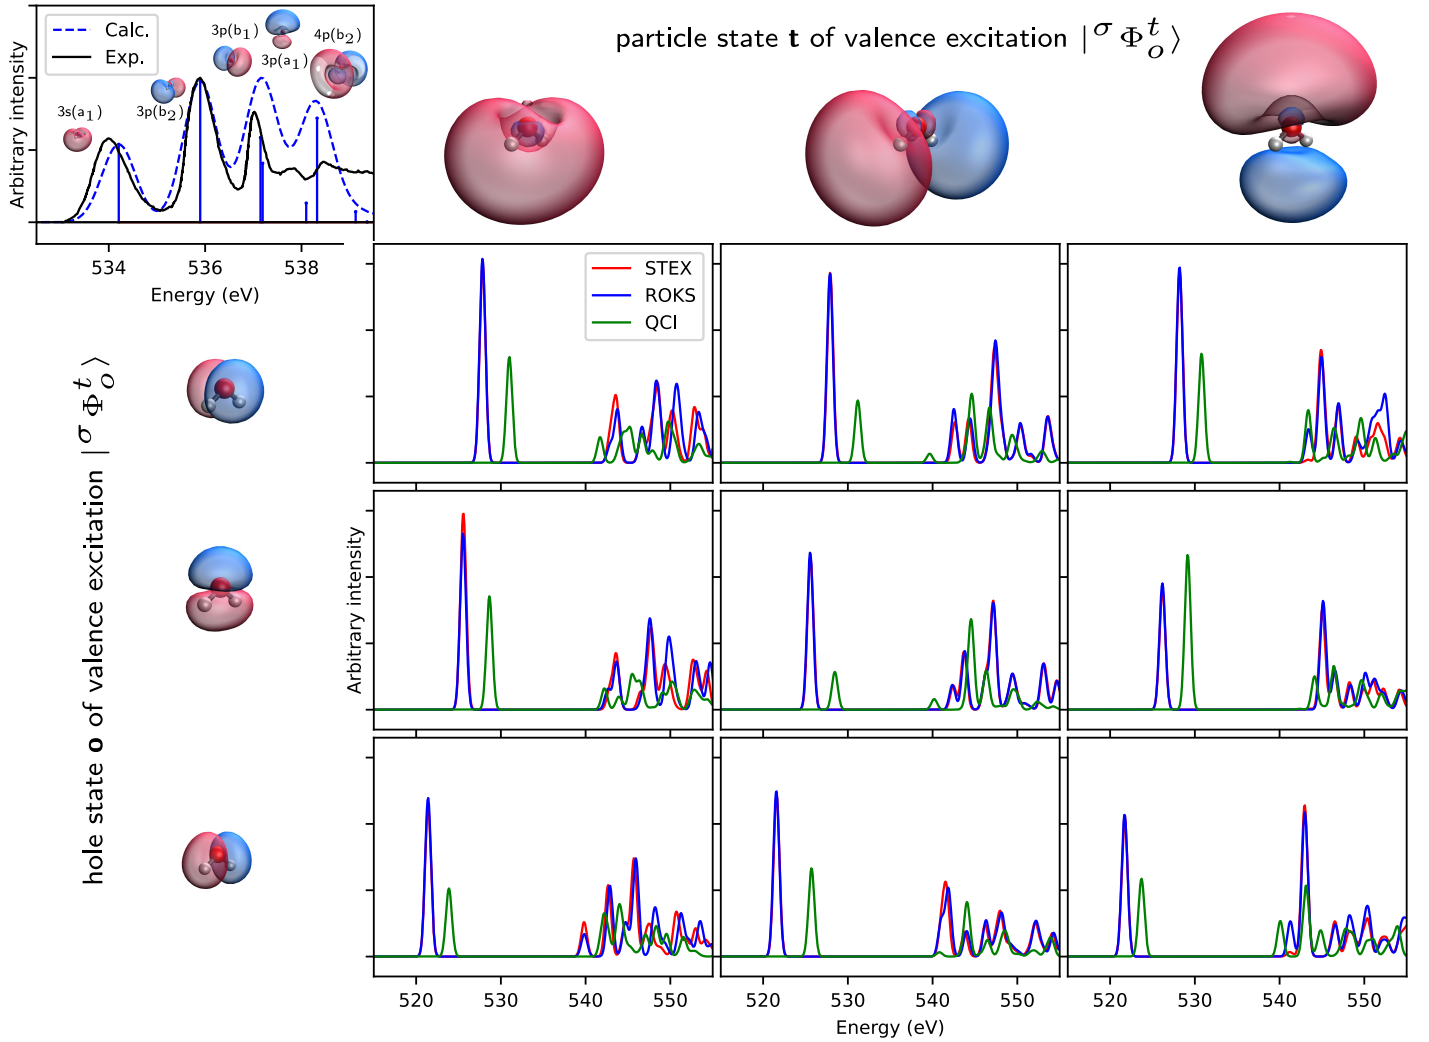 Calc.
Exp.
3s(a1)
3p(b2)
3p(b1)
3p(a1)
4p(b2)
Arbitrary intensity
534 536 538
Energy (eV)
particle state t of valence excitation |σΦᵗₒ⟩
hole state o of valence excitation |σΦᵗₒ⟩
STEX
ROKS
QCI
Arbitrary intensity
520 530 540 550
520 530 540 550
520 530 540 550
Energy (eV)